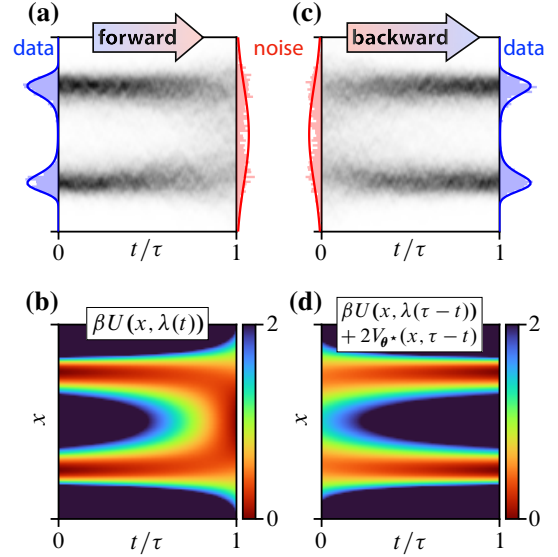 (a)
forward
data
noise
0
t/τ
1
(c)
backward
data
0
t/τ
1
(b)
βU(x, λ(t))
2
x
0
0
t/τ
1
(d)
βU(x, λ(τ − t))
+ 2V_θ⋆(x, τ − t)
2
0
0
t/τ
1